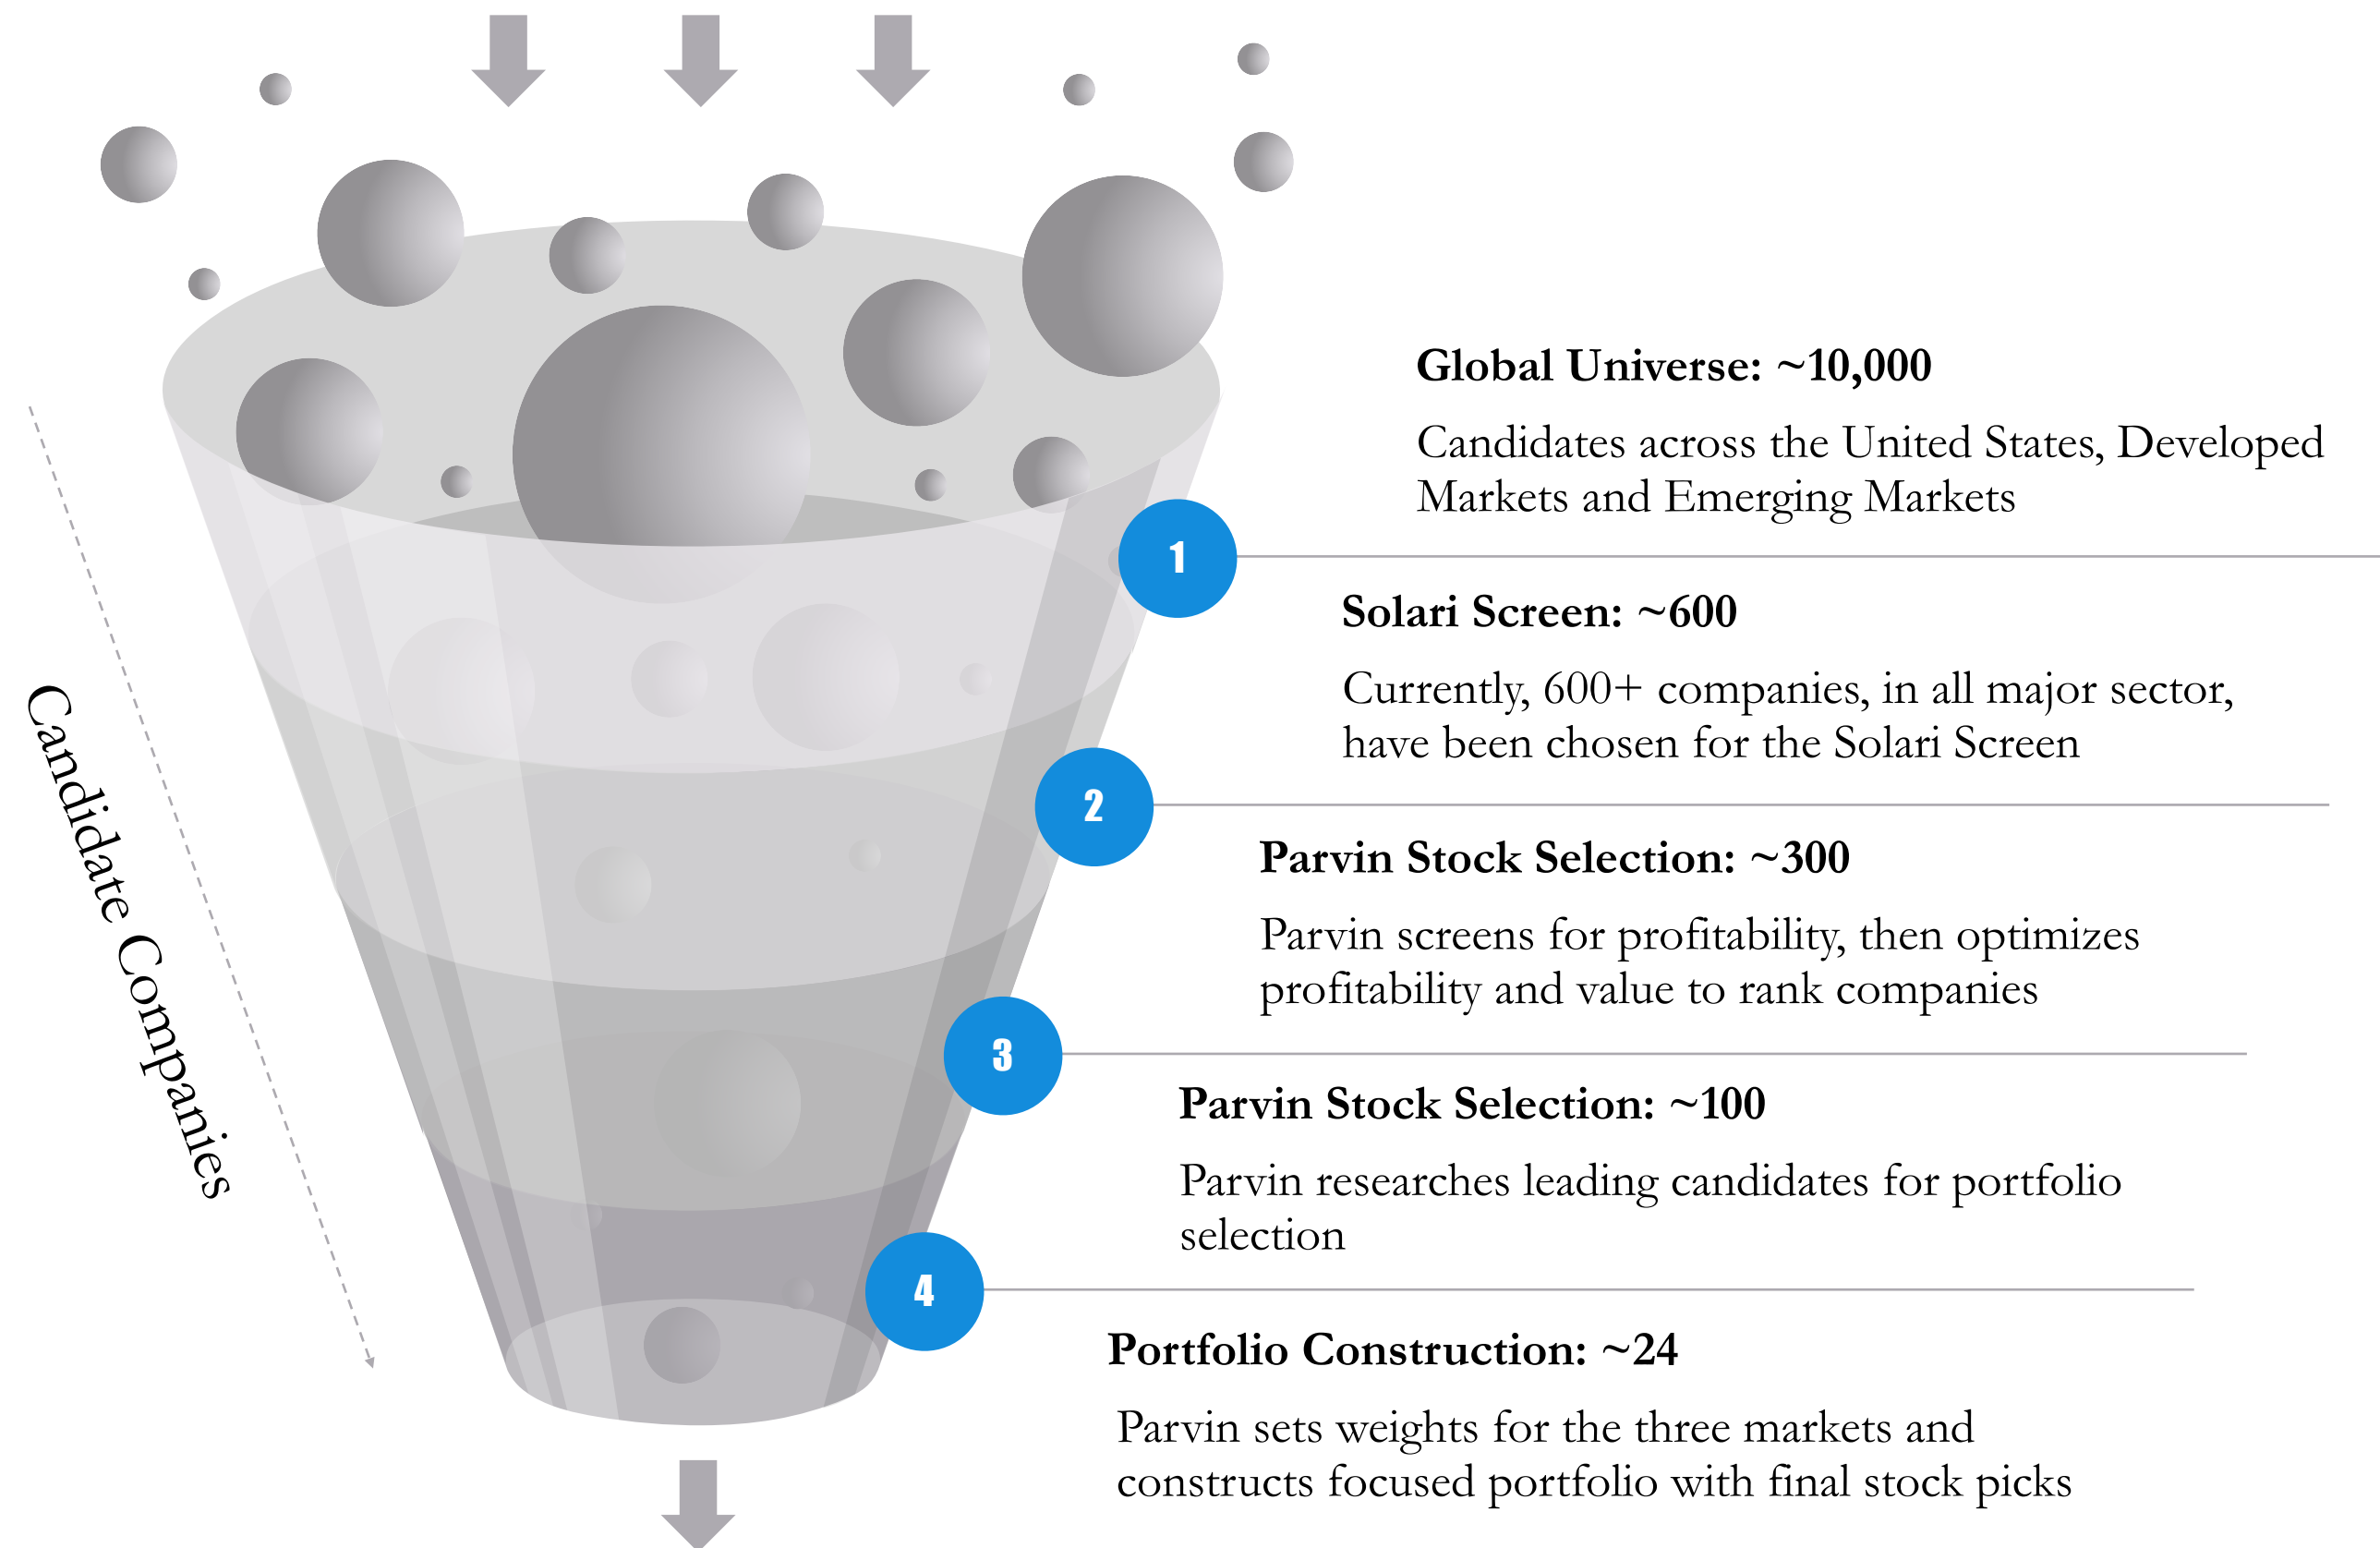 Global Universe: ~10,000
Candidates across the United States, Developed
Markets and Emerging Markets
1
Solari Screen: ~600
Currently, 600+ companies, in all major sector,
have been chosen for the Solari Screen
2
Parvin Stock Selection: ~300
Parvin screens for profitability, then optimizes
profitability and value to rank companies
3
Parvin Stock Selection: ~100
Parvin researches leading candidates for portfolio
selection
4
Portfolio Construction: ~24
Parvin sets weights for the three markets and
constructs focused portfolio with final stock picks
Candidate Companies